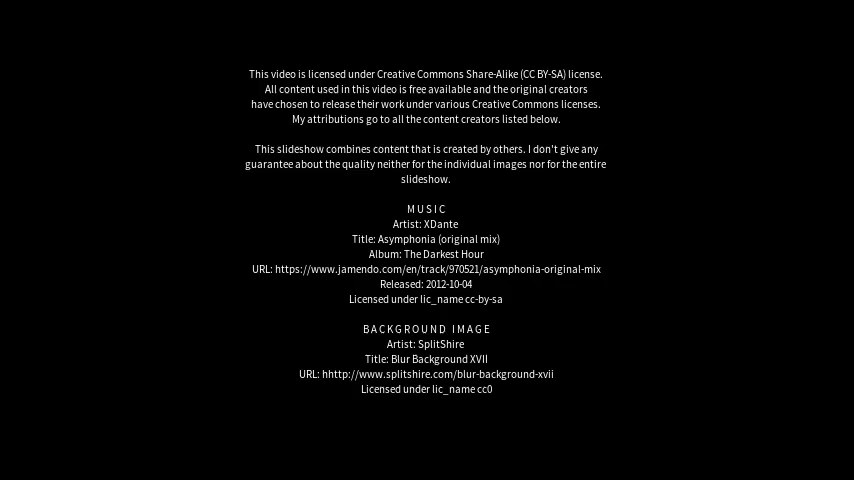 This video is licensed under Creative Commons Share-Alike (CC BY-SA) license.
All content used in this video is free available and the original creators
have chosen to release their work under various Creative Commons licenses.
My attributions go to all the content creators listed below.
This slideshow combines content that is created by others. I don't give any
guarantee about the quality neither for the individual images nor for the entire
slideshow.
MUSIC
Artist: XDante
Title: Asymphonia (original mix)
Album: The Darkest Hour
URL: https://www.jamendo.com/en/track/970521/asymphonia-original-mix
Released: 2012-10-04
Licensed under lic_name cc-by-sa
BACKGROUND IMAGE
Artist: SplitShire
Title: Blur Background XVII
URL: hhttp://www.splitshire.com/blur-background-xvii
Licensed under lic_name cc0